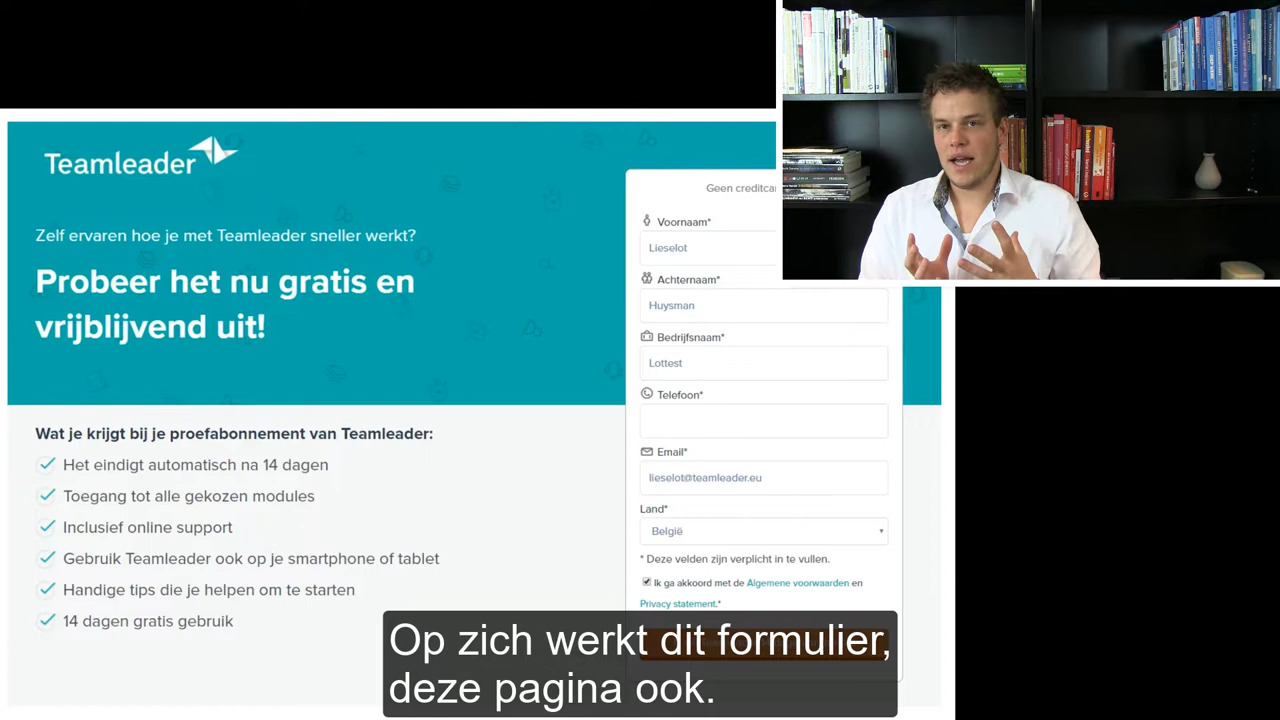 Teamleader
Zelf ervaren hoe je met Teamleader sneller werkt?
Probeer het nu gratis en
vrijblijvend uit!
Wat je krijgt bij je proefabonnement van Teamleader:
Het eindigt automatisch na 14 dagen
Toegang tot alle gekozen modules
Inclusief online support
Gebruik Teamleader ook op je smartphone of tablet
Handige tips die je helpen om te starten
14 dagen gratis gebruik
Geen
Voornaam*
Lieselot
Achternaam*
Huysman
Bedrijfsnaam*
Lottest
Telefoon*
Email*
lieselot@teamleader.eu
Land*
België
* Deze velden zijn verplicht in te vullen.
Ik ga akkoord met de Algemene voorwaarden en
Privacy statement.*
Op zich werkt dit formulier,
deze pagina ook.